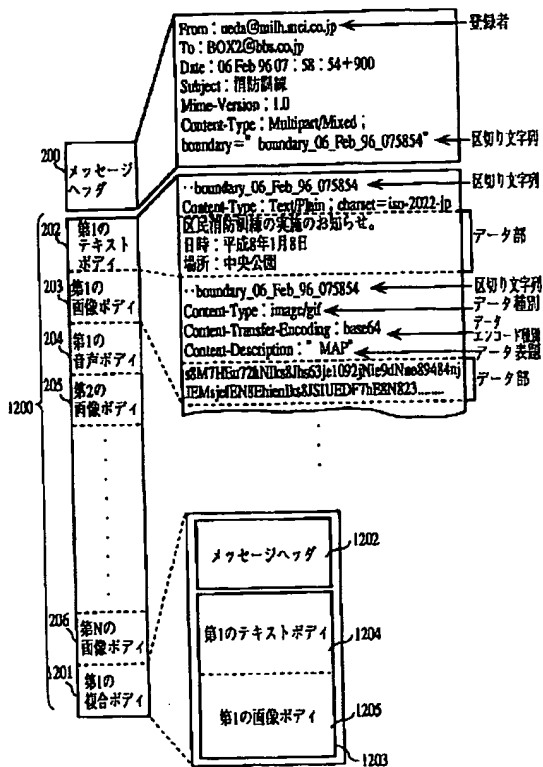 From：ueda@milh.mci.co.jp
登録者
To：BOX2@bbs.co.jp
Date：06 Feb 96 07：58：54+900
Subject：消防訓練
Mime-Version：1.0
Content-Type：Multipart/Mixed；
boundary＝"boundary_06_Feb_96_075854"
区切り文字列
200
メッセージ
ヘッダ
--boundary_06_Feb_96_075854
区切り文字列
Content-Type：Text/Plain；charset＝iso-2022-jp
区民消防訓練の実施のお知らせ。
日時：平成8年1月8日
場所：中央公園
データ部
--boundary_06_Feb_96_075854
区切り文字列
Content-Type：image/gif
データ種別
Content-Transfer-Encoding：base64
データ
エンコード種別
Content-Description："MAP"
データ表題
データ部
202
第1の
テキスト
ボディ
203
第1の
画像ボディ
204
第1の
音声ボディ
205
第2の
画像ボディ
1200
206
第Nの
画像ボディ
1201
第1の
複合ボディ
メッセージヘッダ
1202
第1のテキストボディ
1204
第1の画像ボディ
1205
1203